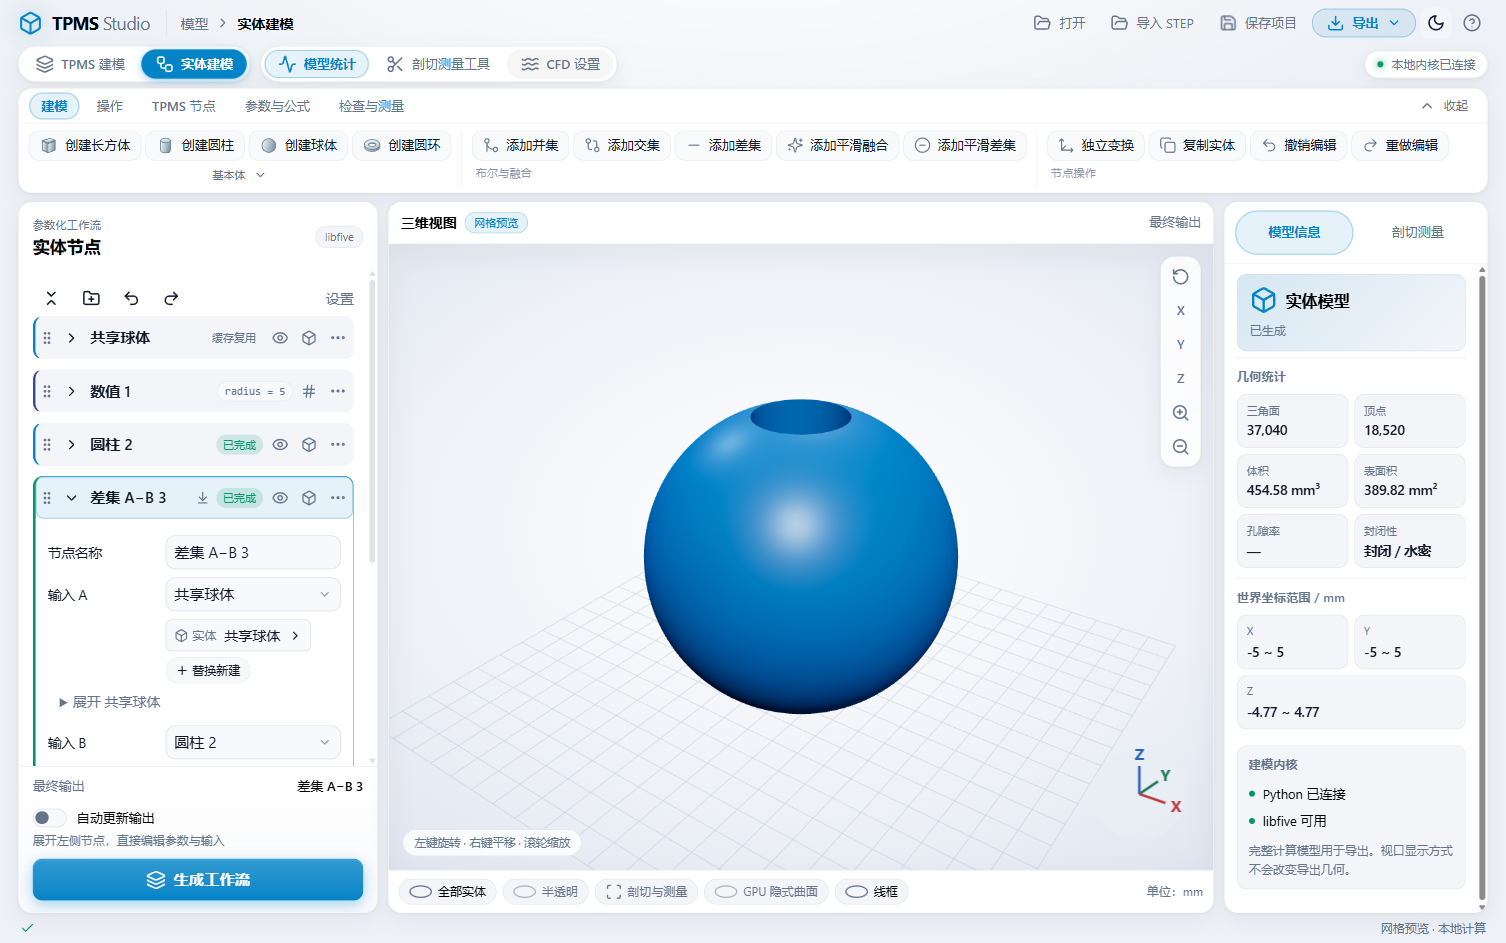 TPMS Studio
模型 > 实体建模
打开
导入 STEP
保存项目
导出
TPMS 建模
实体建模
模型统计
剖切测量工具
CFD 设置
本地内核已连接
建模
操作
TPMS 节点
参数与公式
检查与测量
收起
创建长方体
创建圆柱
创建球体
创建圆环
添加并集
添加交集
添加差集
添加平滑融合
添加平滑差集
独立变换
复制实体
撤销编辑
重做编辑
基本体
布尔与融合
节点操作
参数化工作流
实体节点
libfive
设置
共享球体
缓存复用
数值 1
radius = 5
圆柱 2
已完成
差集 A−B 3
已完成
节点名称
差集 A−B 3
输入 A
共享球体
实体 共享球体
+ 替换新建
展开 共享球体
输入 B
圆柱 2
最终输出
差集 A−B 3
自动更新输出
展开左侧节点，直接编辑参数与输入
生成工作流
三维视图
网格预览
最终输出
X
Y
Z
Z
Y
X
左键旋转 · 右键平移 · 滚轮缩放
全部实体
半透明
剖切与测量
GPU 隐式曲面
线框
单位：mm
模型信息
剖切测量
实体模型
已生成
几何统计
三角面
37,040
顶点
18,520
体积
454.58 mm³
表面积
389.82 mm²
孔隙率
—
封闭性
封闭 / 水密
世界坐标范围 / mm
X
-5 ~ 5
Y
-5 ~ 5
Z
-4.77 ~ 4.77
建模内核
Python 已连接
libfive 可用
完整计算模型用于导出。视口显示方式
不会改变导出几何。
网格预览 · 本地计算